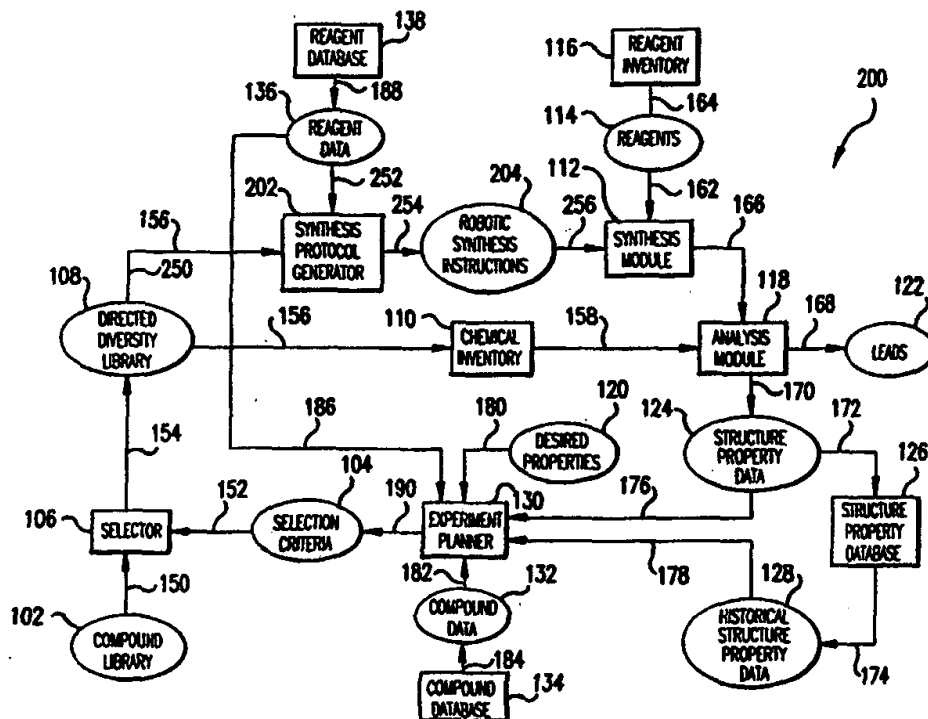 138
REAGENT
DATABASE
188
136
REAGENT
DATA
252
116
REAGENT
INVENTORY
164
114
REAGENTS
162
200
202
SYNTHESIS
PROTOCOL
GENERATOR
254
204
ROBOTIC
SYNTHESIS
INSTRUCTIONS
256
112
SYNTHESIS
MODULE
166
156
250
108
DIRECTED
DIVERSITY
LIBRARY
156
110
CHEMICAL
INVENTORY
158
118
ANALYSIS
MODULE
168
122
LEADS
170
154
186
180
120
DESIRED
PROPERTIES
124
STRUCTURE
PROPERTY
DATA
172
126
STRUCTURE
PROPERTY
DATABASE
106
SELECTOR
152
104
SELECTION
CRITERIA
190
130
EXPERIMENT
PLANNER
176
178
150
102
COMPOUND
LIBRARY
182
132
COMPOUND
DATA
184
COMPOUND
DATABASE
134
128
HISTORICAL
STRUCTURE
PROPERTY
DATA
174